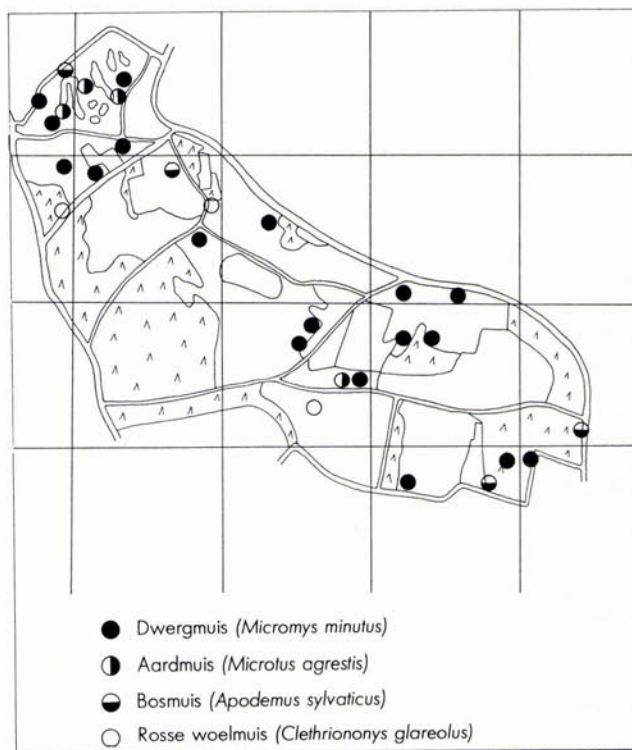 Dwergmuis (Micromys minutus)
Aardmuis (Microtus agrestis)
Bosmuis (Apodemus sylvaticus)
Rosse woelmuis (Clethrionomys glareolus)